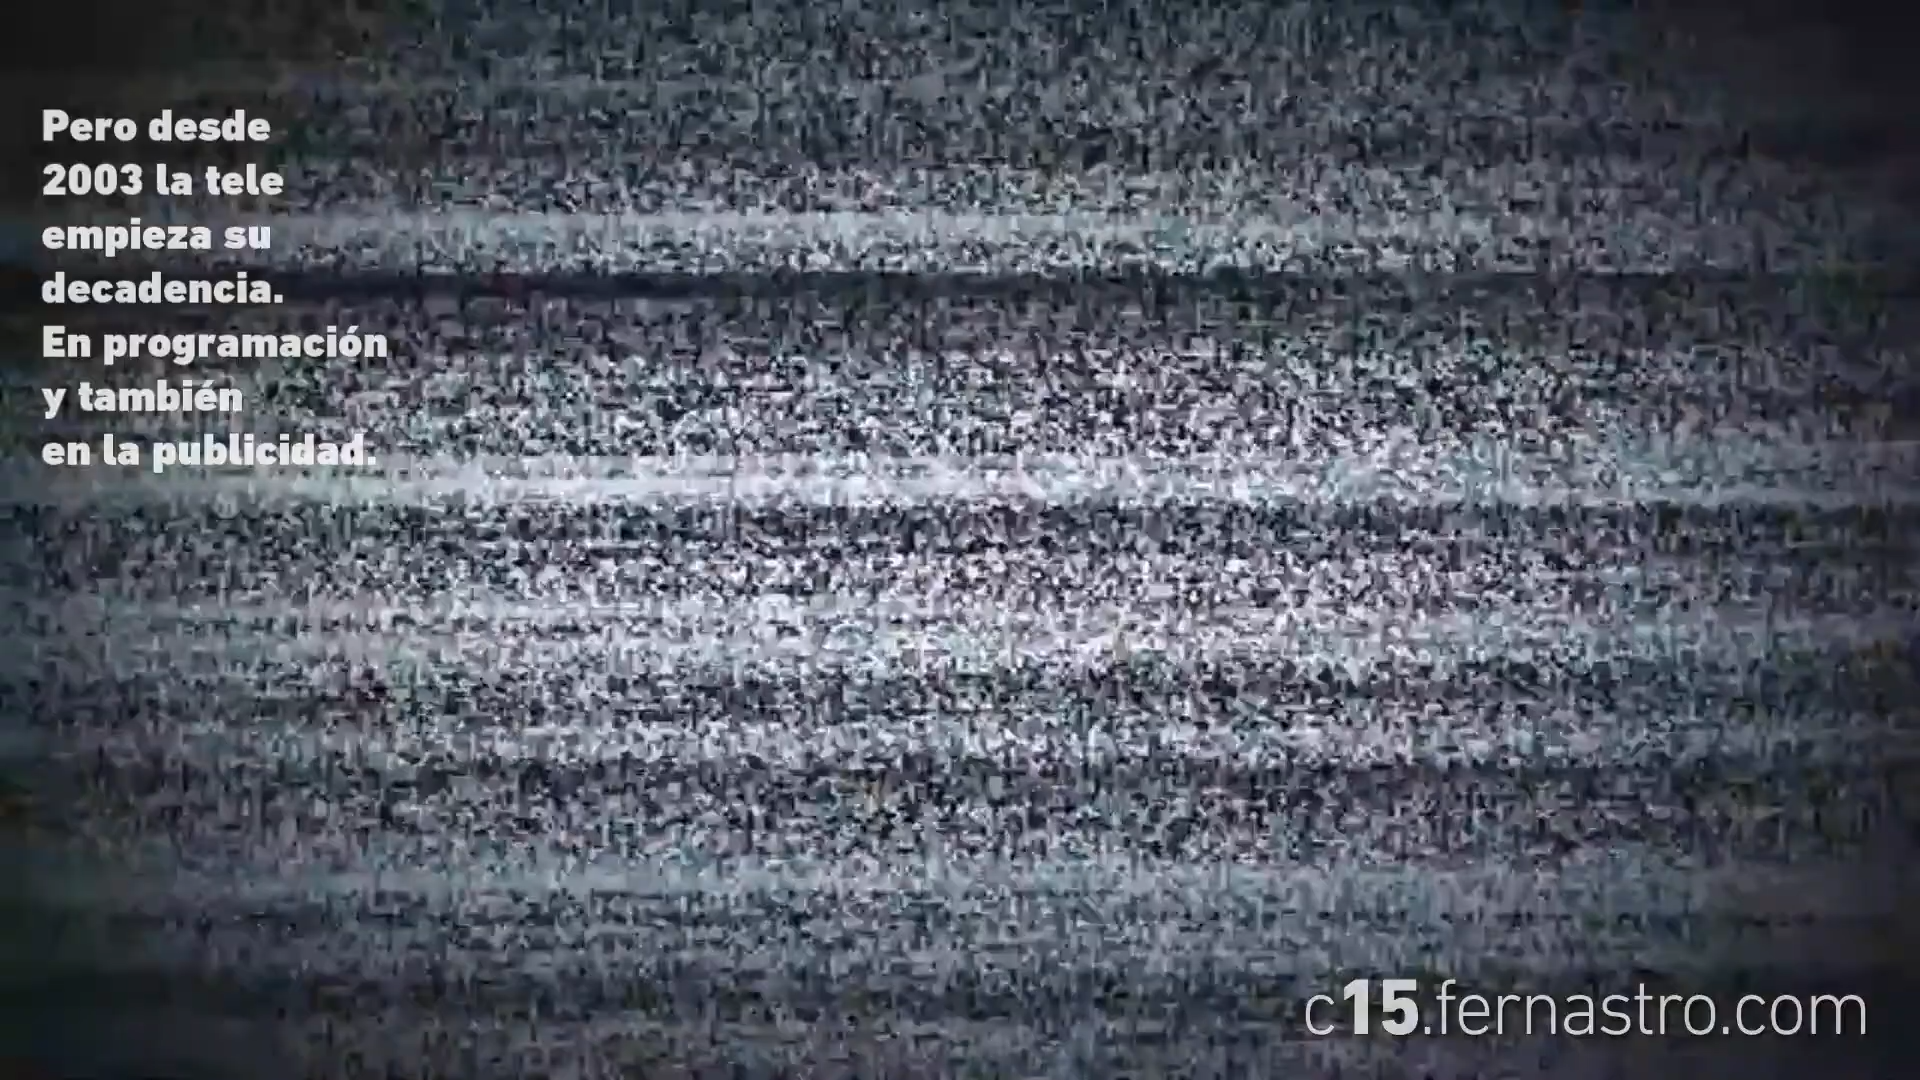 Pero desde
2003 la tele
empieza su
decadencia.
En programación
y también
en la publicidad.
c15.fernastro.com